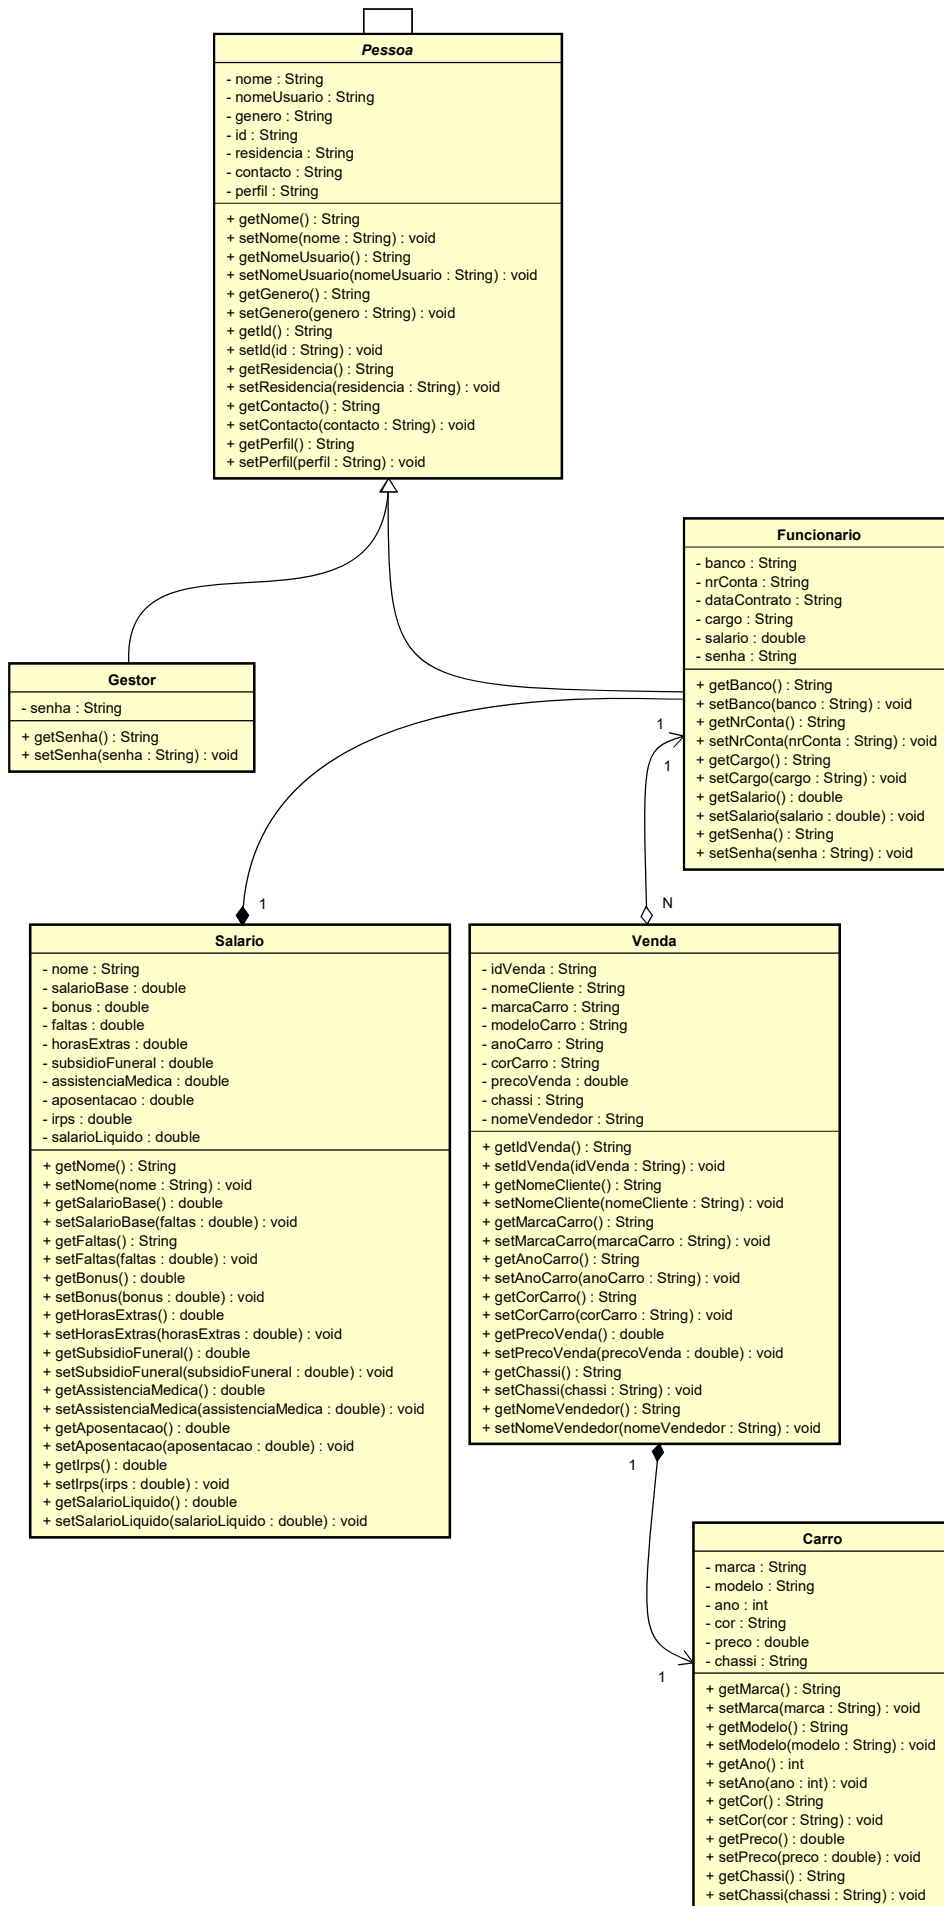 Pessoa
- nome : String
- nomeUsuario : String
- genero : String
- id : String
- residencia : String
- contacto : String
- perfil : String
+ getNome() : String
+ setNome(nome : String) : void
+ getNomeUsuario() : String
+ setNomeUsuario(nomeUsuario : String) : void
+ getGenero() : String
+ setGenero(genero : String) : void
+ getId() : String
+ setId(id : String) : void
+ getResidencia() : String
+ setResidencia(residencia : String) : void
+ getContacto() : String
+ setContacto(contacto : String) : void
+ getPerfil() : String
+ setPerfil(perfil : String) : void
Funcionario
- banco : String
- nrConta : String
- dataContrato : String
- cargo : String
- salario : double
- senha : String
+ getBanco() : String
+ setBanco(banco : String) : void
+ getNrConta() : String
+ setNrConta(nrConta : String) : void
+ getCargo() : String
+ setCargo(cargo : String) : void
+ getSalario() : double
+ setSalario(salario : double) : void
+ getSenha() : String
+ setSenha(senha : String) : void
Gestor
- senha : String
+ getSenha() : String
+ setSenha(senha : String) : void
1
1
1
N
Salario
- nome : String
- salarioBase : double
- bonus : double
- faltas : double
- horasExtras : double
- subsidioFuneral : double
- assistenciaMedica : double
- aposentacao : double
- irps : double
- salarioLiquido : double
+ getNome() : String
+ setNome(nome : String) : void
+ getSalarioBase() : double
+ setSalarioBase(faltas : double) : void
+ getFaltas() : String
+ setFaltas(faltas : double) : void
+ getBonus() : double
+ setBonus(bonus : double) : void
+ getHorasExtras() : double
+ setHorasExtras(horasExtras : double) : void
+ getSubsidioFuneral() : double
+ setSubsidioFuneral(subsidioFuneral : double) : void
+ getAssistenciaMedica() : double
+ setAssistenciaMedica(assistenciaMedica : double) : void
+ getAposentacao() : double
+ setAposentacao(aposentacao : double) : void
+ getIrps() : double
+ setIrps(irps : double) : void
+ getSalarioLiquido() : double
+ setSalarioLiquido(salarioLiquido : double) : void
Venda
- idVenda : String
- nomeCliente : String
- marcaCarro : String
- modeloCarro : String
- anoCarro : String
- corCarro : String
- precoVenda : double
- chassi : String
- nomeVendedor : String
+ getIdVenda() : String
+ setIdVenda(idVenda : String) : void
+ getNomeCliente() : String
+ setNomeCliente(nomeCliente : String) : void
+ getMarcaCarro() : String
+ setMarcaCarro(marcaCarro : String) : void
+ getAnoCarro() : String
+ setAnoCarro(anoCarro : String) : void
+ getCorCarro() : String
+ setCorCarro(corCarro : String) : void
+ getPrecoVenda() : double
+ setPrecoVenda(precoVenda : double) : void
+ getChassi() : String
+ setChassi(chassi : String) : void
+ getNomeVendedor() : String
+ setNomeVendedor(nomeVendedor : String) : void
1
1
Carro
- marca : String
- modelo : String
- ano : int
- cor : String
- preco : double
- chassi : String
+ getMarca() : String
+ setMarca(marca : String) : void
+ getModelo() : String
+ setModelo(modelo : String) : void
+ getAno() : int
+ setAno(ano : int) : void
+ getCor() : String
+ setCor(cor : String) : void
+ getPreco() : double
+ setPreco(preco : double) : void
+ getChassi() : String
+ setChassi(chassi : String) : void